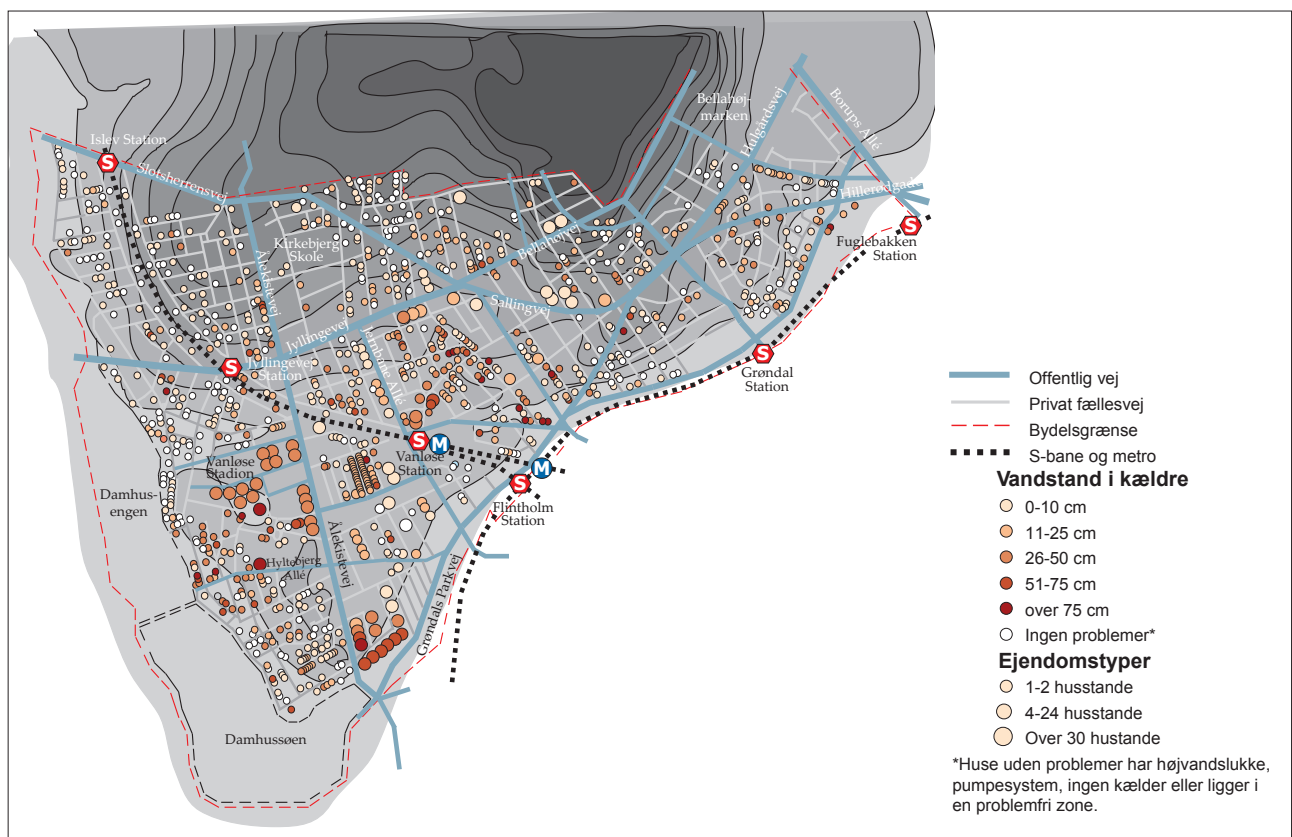 Islev Station
Slotsherrensvej
Kirkebjerg
Skole
Ålekistevej
Bellahøj-
marken
Hulgårdsvej
Borups Allé
Hillerødgade
Fuglebakken
Station
Bellahøjvej
Sallingvej
Jyllingevej
Jernbane Allé
Jyllingevej
Station
Grøndal
Station
Vanløse
Station
Vanløse
Stadion
Damhus-
engen
Flintholm
Station
Hyltebjerg
Allé
Ålekistevej
Grøndals Parkvej
Damhussøen
S
S
S
S
S
S
M
M
Offentlig vej
Privat fællesvej
Bydelsgrænse
S-bane og metro
Vandstand i kældre
0-10 cm
11-25 cm
26-50 cm
51-75 cm
over 75 cm
Ingen problemer*
Ejendomstyper
1-2 husstande
4-24 husstande
Over 30 hustande
*Huse uden problemer har højvandslukke,
pumpesystem, ingen kælder eller ligger i
en problemfri zone.